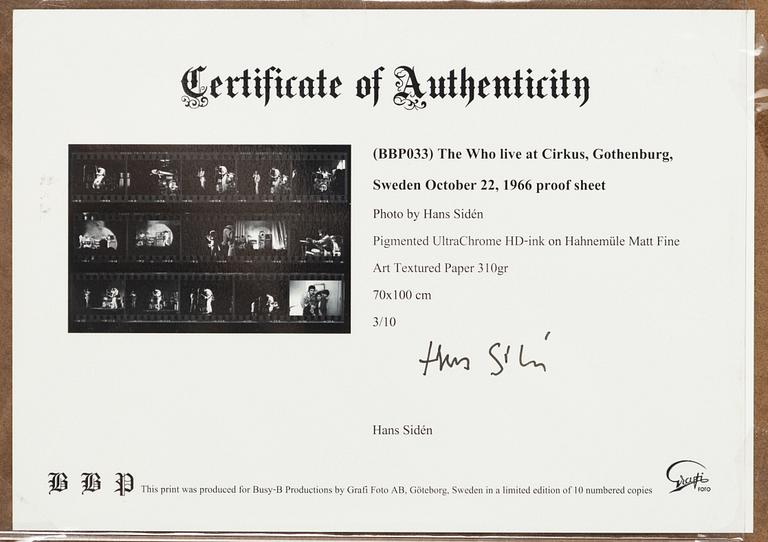 Certificate of Authenticity
(BBP033) The Who live at Cirkus, Gothenburg,
Sweden October 22, 1966 proof sheet
Photo by Hans Sidén
Pigmented UltraChrome HD-ink on Hahnemüle Matt Fine
Art Textured Paper 310gr
70x100 cm
3/10
Hans Sidén
Hans Sidén
B B P This print was produced for Busy-B Productions by Grafi Foto AB, Göteborg, Sweden in a limited edition of 10 numbered copies
Grafi
FOTO